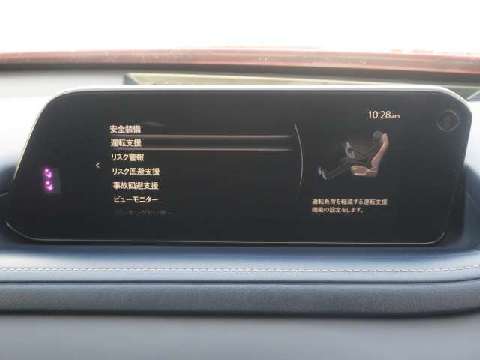 10:28am
安全装備
運転支援
リスク警報
リスク回避支援
事故回避支援
ビューモニター
運転負荷を軽減する運転支援
機能の設定をします。